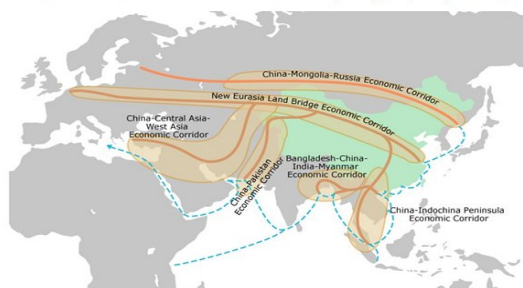 China-Mongolia-Russia Economic Corridor
New Eurasia Land Bridge Economic Corridor
China-Central Asia-
West Asia
Economic Corridor
China-Pakistan
Economic Corridor
Bangladesh-China-
India-Myanmar
Economic Corridor
China-Indochina Peninsula
Economic Corridor